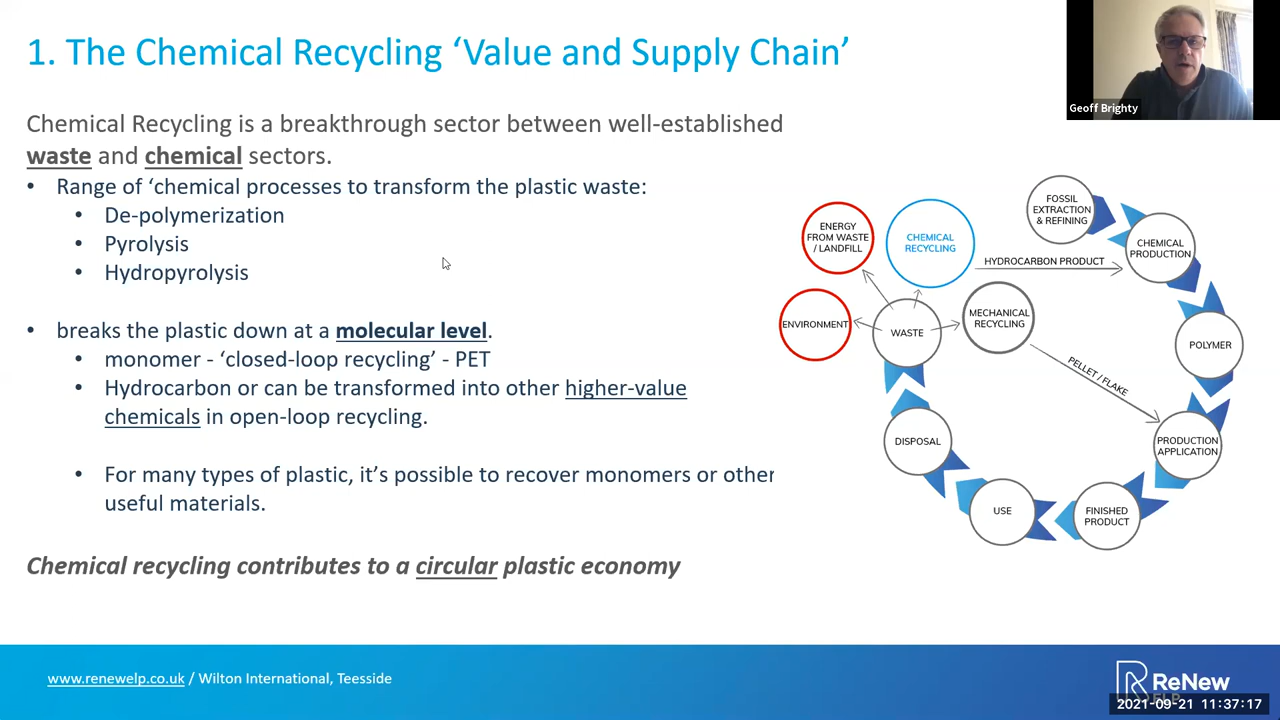 1. The Chemical Recycling ‘Value and Supply Chain’
Geoff Brighty
Chemical Recycling is a breakthrough sector between well-established
waste and chemical sectors.
• Range of ‘chemical processes to transform the plastic waste:
• De-polymerization
• Pyrolysis
• Hydropyrolysis
• breaks the plastic down at a molecular level.
• monomer - ‘closed-loop recycling’ - PET
• Hydrocarbon or can be transformed into other higher-value
chemicals in open-loop recycling.
• For many types of plastic, it’s possible to recover monomers or other
useful materials.
Chemical recycling contributes to a circular plastic economy
FOSSIL
EXTRACTION
& REFINING
ENERGY
FROM WASTE
/ LANDFILL
CHEMICAL
RECYCLING
HYDROCARBON PRODUCT
CHEMICAL
PRODUCTION
ENVIRONMENT
WASTE
MECHANICAL
RECYCLING
POLYMER
PELLET / FLAKE
DISPOSAL
PRODUCTION
APPLICATION
USE
FINISHED
PRODUCT
www.renewelp.co.uk / Wilton International, Teesside
ReNew
2021-09-21 11:37:17